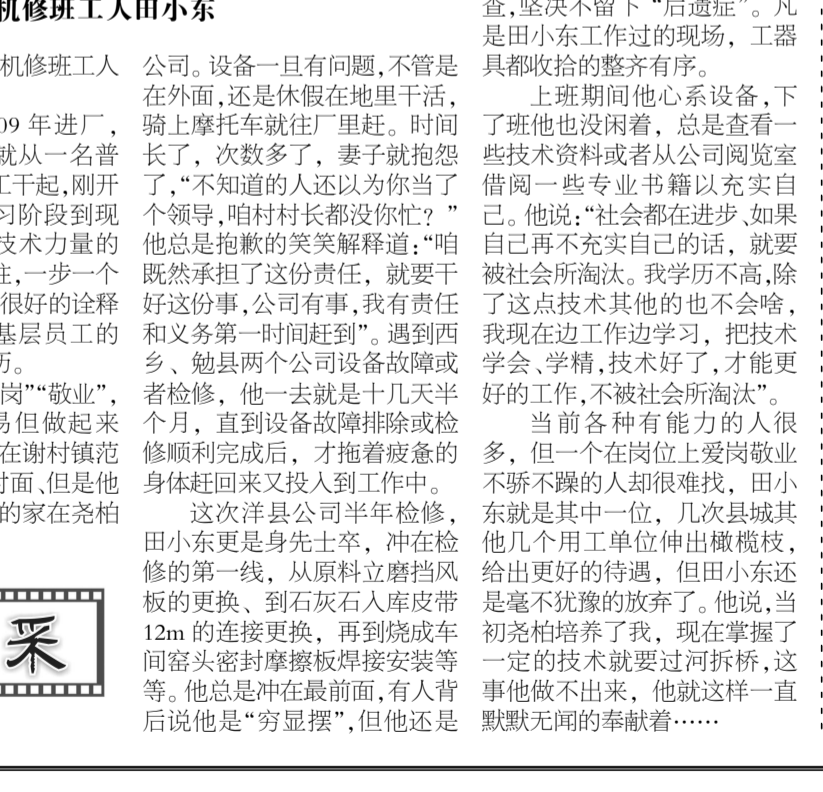 机修班工人田小东
机修班工人
09 年进厂，
就从一名普
工干起,刚开
习阶段到现
技术力量的
注,一步一个
很好的诠释
基层员工的
历。
岗”“敬业”，
易但做起来
在谢村镇范
对面、但是他
的家在尧柏
采
公司。设备一旦有问题,不管是
在外面,还是休假在地里干活，
骑上摩托车就往厂里赶。时间
长了，次数多了，妻子就抱怨
了,“不知道的人还以为你当了
个领导,咱村村长都没你忙？”
他总是抱歉的笑笑解释道：“咱
既然承担了这份责任，就要干
好这份事,公司有事,我有责任
和义务第一时间赶到”。遇到西
乡、勉县两个公司设备故障或
者检修，他一去就是十几天半
个月，直到设备故障排除或检
修顺利完成后，才拖着疲惫的
身体赶回来又投入到工作中。
这次洋县公司半年检修，
田小东更是身先士卒，冲在检
修的第一线，从原料立磨挡风
板的更换、到石灰石入库皮带
12m 的连接更换，再到烧成车
间窑头密封摩擦板焊接安装等
等。他总是冲在最前面,有人背
后说他是“穷显摆”,但他还是
查,坚决不留下“后遗症”。凡
是田小东工作过的现场，工器
具都收拾的整齐有序。
上班期间他心系设备,下
了班他也没闲着，总是查看一
些技术资料或者从公司阅览室
借阅一些专业书籍以充实自
己。他说：“社会都在进步、如果
自己再不充实自己的话，就要
被社会所淘汰。我学历不高,除
了这点技术其他的也不会啥，
我现在边工作边学习，把技术
学会、学精,技术好了,才能更
好的工作,不被社会所淘汰”。
当前各种有能力的人很
多，但一个在岗位上爱岗敬业
不骄不躁的人却很难找，田小
东就是其中一位，几次县城其
他几个用工单位伸出橄榄枝，
给出更好的待遇，但田小东还
是毫不犹豫的放弃了。他说,当
初尧柏培养了我，现在掌握了
一定的技术就要过河拆桥,这
事他做不出来，他就这样一直
默默无闻的奉献着……